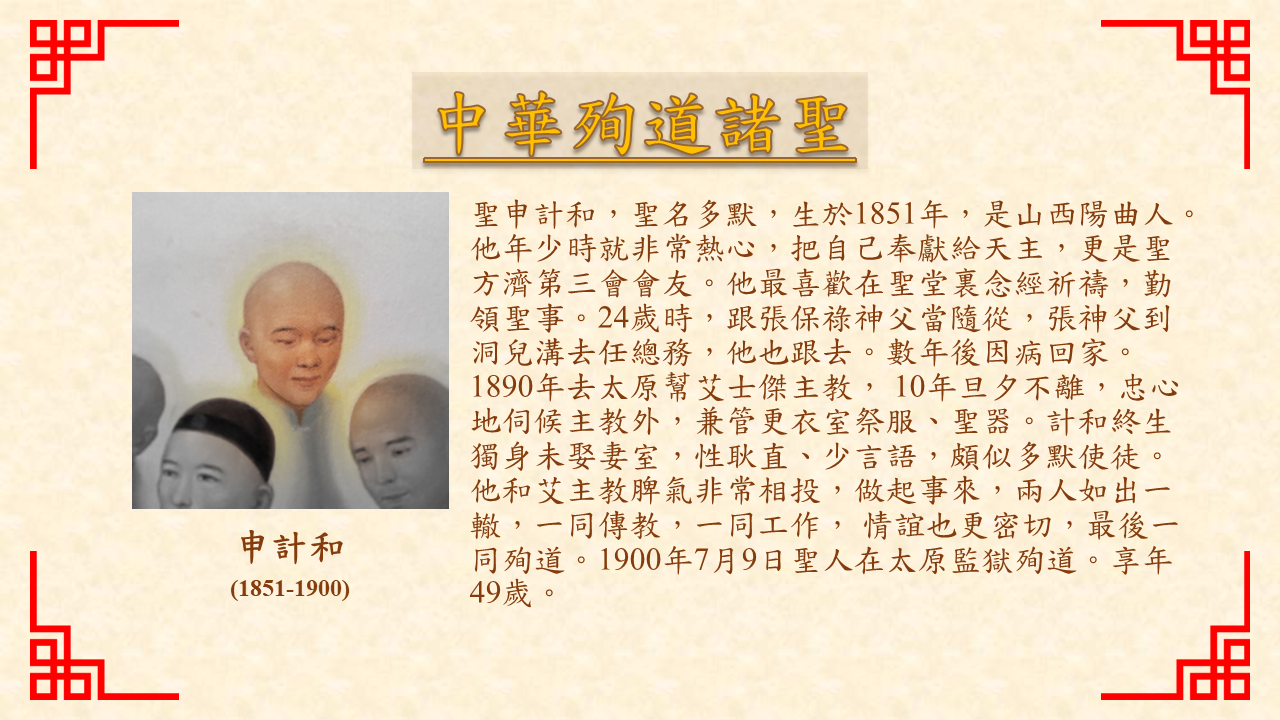 中華殉道諸聖
聖申計和，聖名多默，生於1851年，是山西陽曲人。
他年少時就非常熱心，把自己奉獻給天主，更是聖
方濟第三會會友。他最喜歡在聖堂裏念經祈禱，勤
領聖事。24歲時，跟張保祿神父當隨從，張神父到
洞兒溝去任總務，他也跟去。數年後因病回家。
1890年去太原幫艾士傑主教， 10年旦夕不離，忠心
地伺候主教外，兼管更衣室祭服、聖器。計和終生
獨身未娶妻室，性耿直、少言語，頗似多默使徒。
他和艾主教脾氣非常相投，做起事來，兩人如出一
轍，一同傳教，一同工作， 情誼也更密切，最後一
同殉道。1900年7月9日聖人在太原監獄殉道。享年
49歲。
申計和
(1851-1900)